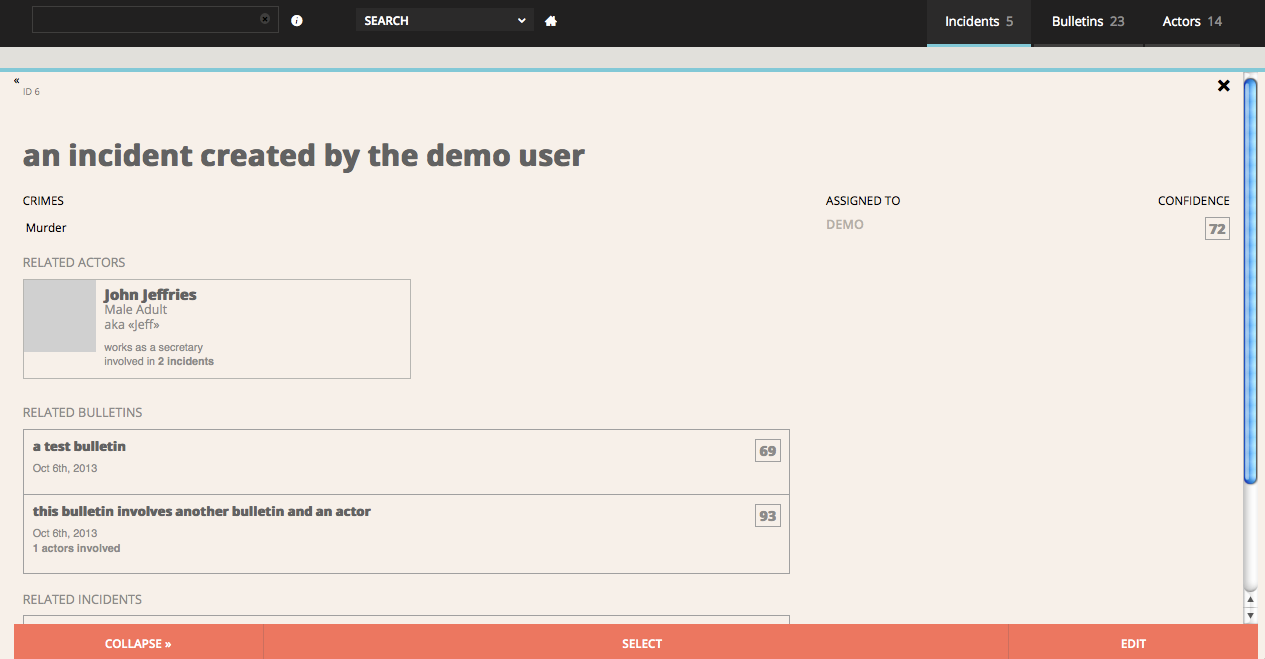 SEARCH
Incidents 5
Bulletins 23
Actors 14
«
ID 6
an incident created by the demo user
CRIMES
Murder
ASSIGNED TO
DEMO
CONFIDENCE
72
RELATED ACTORS
John Jeffries
Male Adult
aka «Jeff»
works as a secretary
involved in 2 incidents
RELATED BULLETINS
a test bulletin
69
Oct 6th, 2013
this bulletin involves another bulletin and an actor
93
Oct 6th, 2013
1 actors involved
RELATED INCIDENTS
COLLAPSE »
SELECT
EDIT